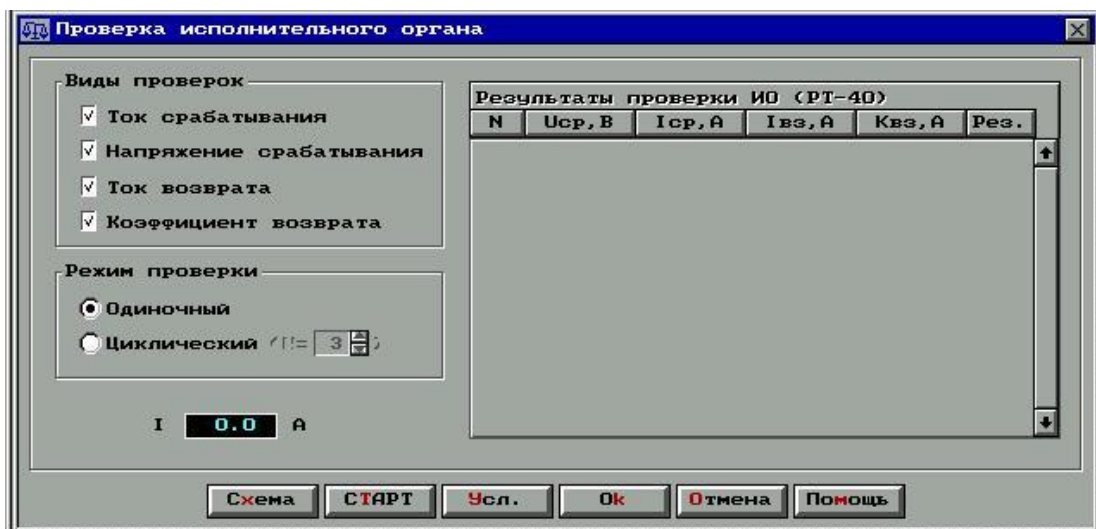 Проверка исполнительного органа
Виды проверок
Ток срабатывания
Напряжение срабатывания
Ток возврата
Коэффициент возврата
Режим проверки
Одиночный
Циклический (N= 3 )
I 0.0 A
Результаты проверки ИО (РТ-40)
N Uср,В Iср,А Iвз,А Kвз,А Рез.
Схема СТАРТ Усл. Ok Отмена Помощь